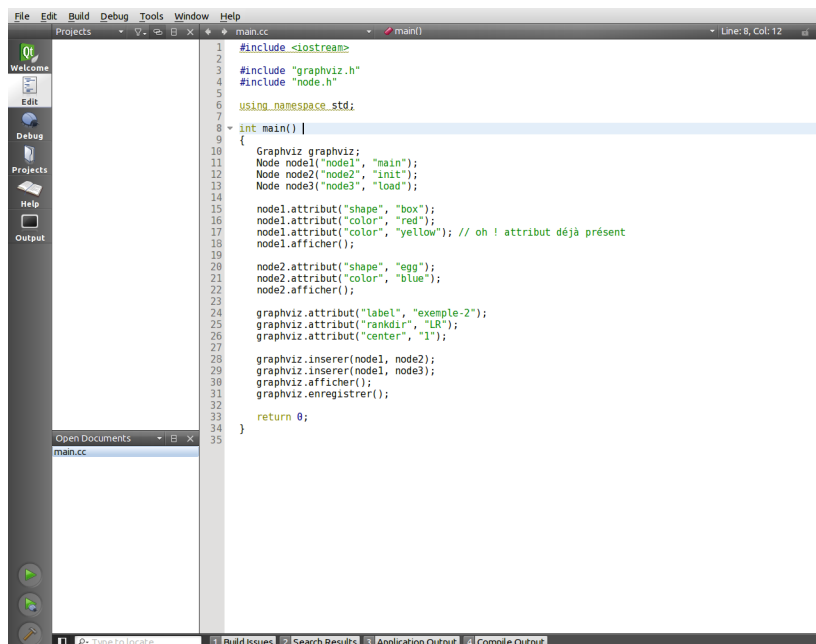 File Edit Build Debug Tools Window Help
Projects
main.cc
main()
Line: 8, Col: 12
Qt
Welcome
Edit
Debug
Projects
Help
Output
1 #include <iostream>
2
3 #include "graphviz.h"
4 #include "node.h"
5
6 using namespace std;
7
8 int main()
9 {
10 Graphviz graphviz;
11 Node node1("node1", "main");
12 Node node2("node2", "init");
13 Node node3("node3", "load");
14
15 node1.attribut("shape", "box");
16 node1.attribut("color", "red");
17 node1.attribut("color", "yellow"); // oh ! attribut déjà présent
18 node1.afficher();
19
20 node2.attribut("shape", "egg");
21 node2.attribut("color", "blue");
22 node2.afficher();
23
24 graphviz.attribut("label", "exemple-2");
25 graphviz.attribut("rankdir", "LR");
26 graphviz.attribut("center", "1");
27
28 graphviz.inserer(node1, node2);
29 graphviz.inserer(node1, node3);
30 graphviz.afficher();
31 graphviz.enregistrer();
32
33 return 0;
34 }
35
Open Documents
main.cc
Type to locate
1 Build Issues 2 Search Results 3 Application Output 4 Compile Output